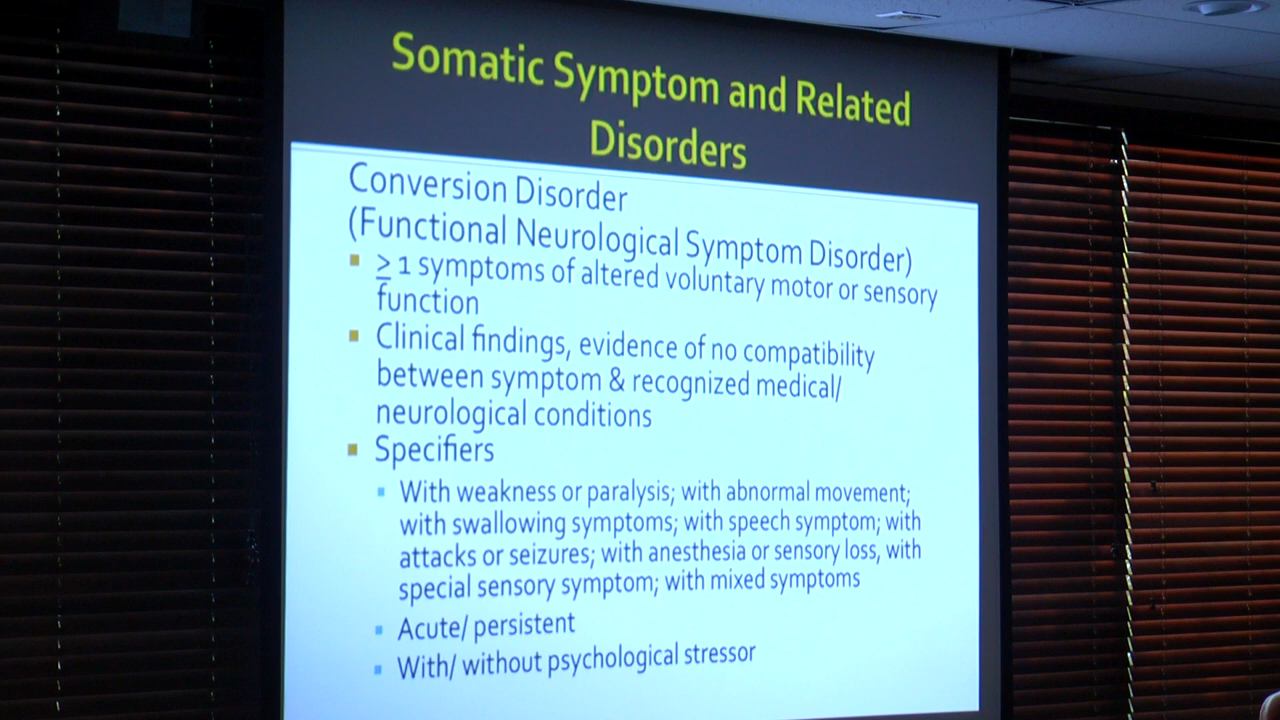 Somatic Symptom and Related
Disorders
Conversion Disorder
(Functional Neurological Symptom Disorder)
≥ 1 symptoms of altered voluntary motor or sensory
function
Clinical findings, evidence of no compatibility
between symptom & recognized medical/
neurological conditions
Specifiers
With weakness or paralysis; with abnormal movement;
with swallowing symptoms; with speech symptom; with
attacks or seizures; with anesthesia or sensory loss, with
special sensory symptom; with mixed symptoms
Acute/ persistent
With/ without psychological stressor